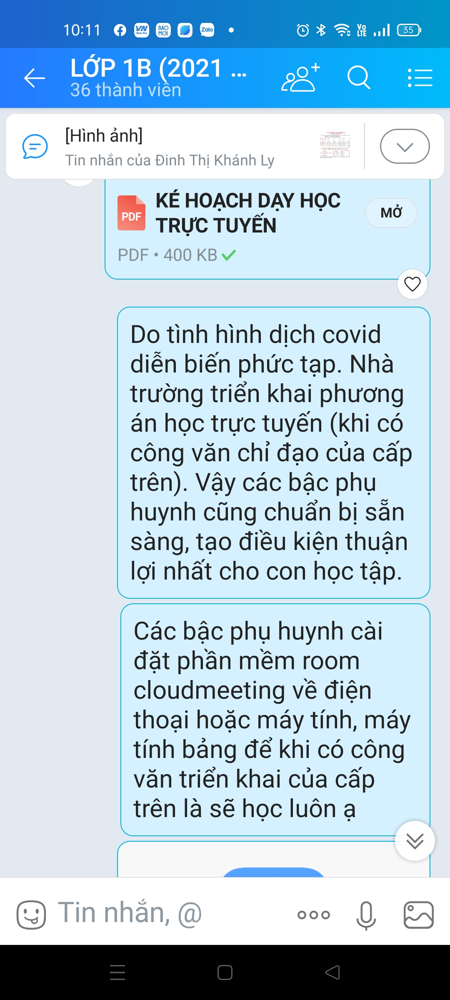 10:11
VN
Ngày Nay
BÁO
MỚI
Zalo
Vo
LTE
35
LỚP 1B (2021 ...
36 thành viên
[Hình ảnh]
Tin nhắn của Đinh Thị Khánh Ly
PDF
KÉ HOẠCH DẠY HỌC
TRỰC TUYẾN
MỞ
PDF • 400 KB
Do tình hình dịch covid
diễn biến phức tạp. Nhà
trường triển khai phương
án học trực tuyến (khi có
công văn chỉ đạo của cấp
trên). Vậy các bậc phụ
huynh cũng chuẩn bị sẵn
sàng, tạo điều kiện thuận
lợi nhất cho con học tập.
Các bậc phụ huynh cài
đặt phần mềm room
cloudmeeting về điện
thoại hoặc máy tính, máy
tính bảng để khi có công
văn triển khai của cấp
trên là sẽ học luôn ạ
Tin nhắn, @